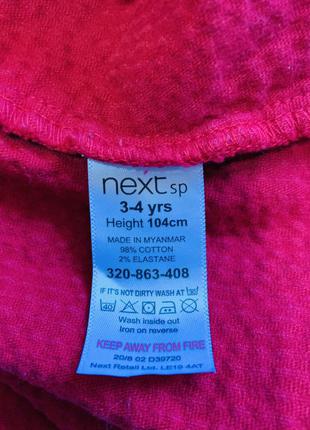 next sp
3-4 yrs
Height 104cm
MADE IN MYANMAR
98% COTTON
2% ELASTANE
320-863-408
IF IT'S NOT DIRTY WASH AT 30
40
Wash inside out
Iron on reverse
KEEP AWAY FROM FIRE
20/8 02 D39720
Next Retail Ltd. LE19 4AT